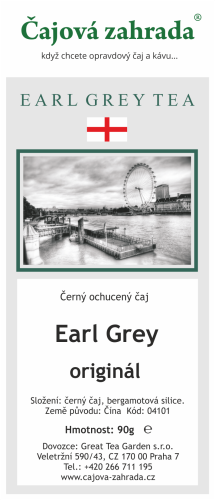 Čajová zahrada®
když chcete opravdový čaj a kávu...
EARL GREY TEA
Černý ochucený čaj
Earl Grey
originál
Složení: černý čaj, bergamotová silice.
Země původu: Čína Kód: 04101
Hmotnost: 90g ℮
Dovozce: Great Tea Garden s.r.o.
Veletržní 590/43, CZ 170 00 Praha 7
Tel.: +420 266 711 195
www.cajova-zahrada.cz